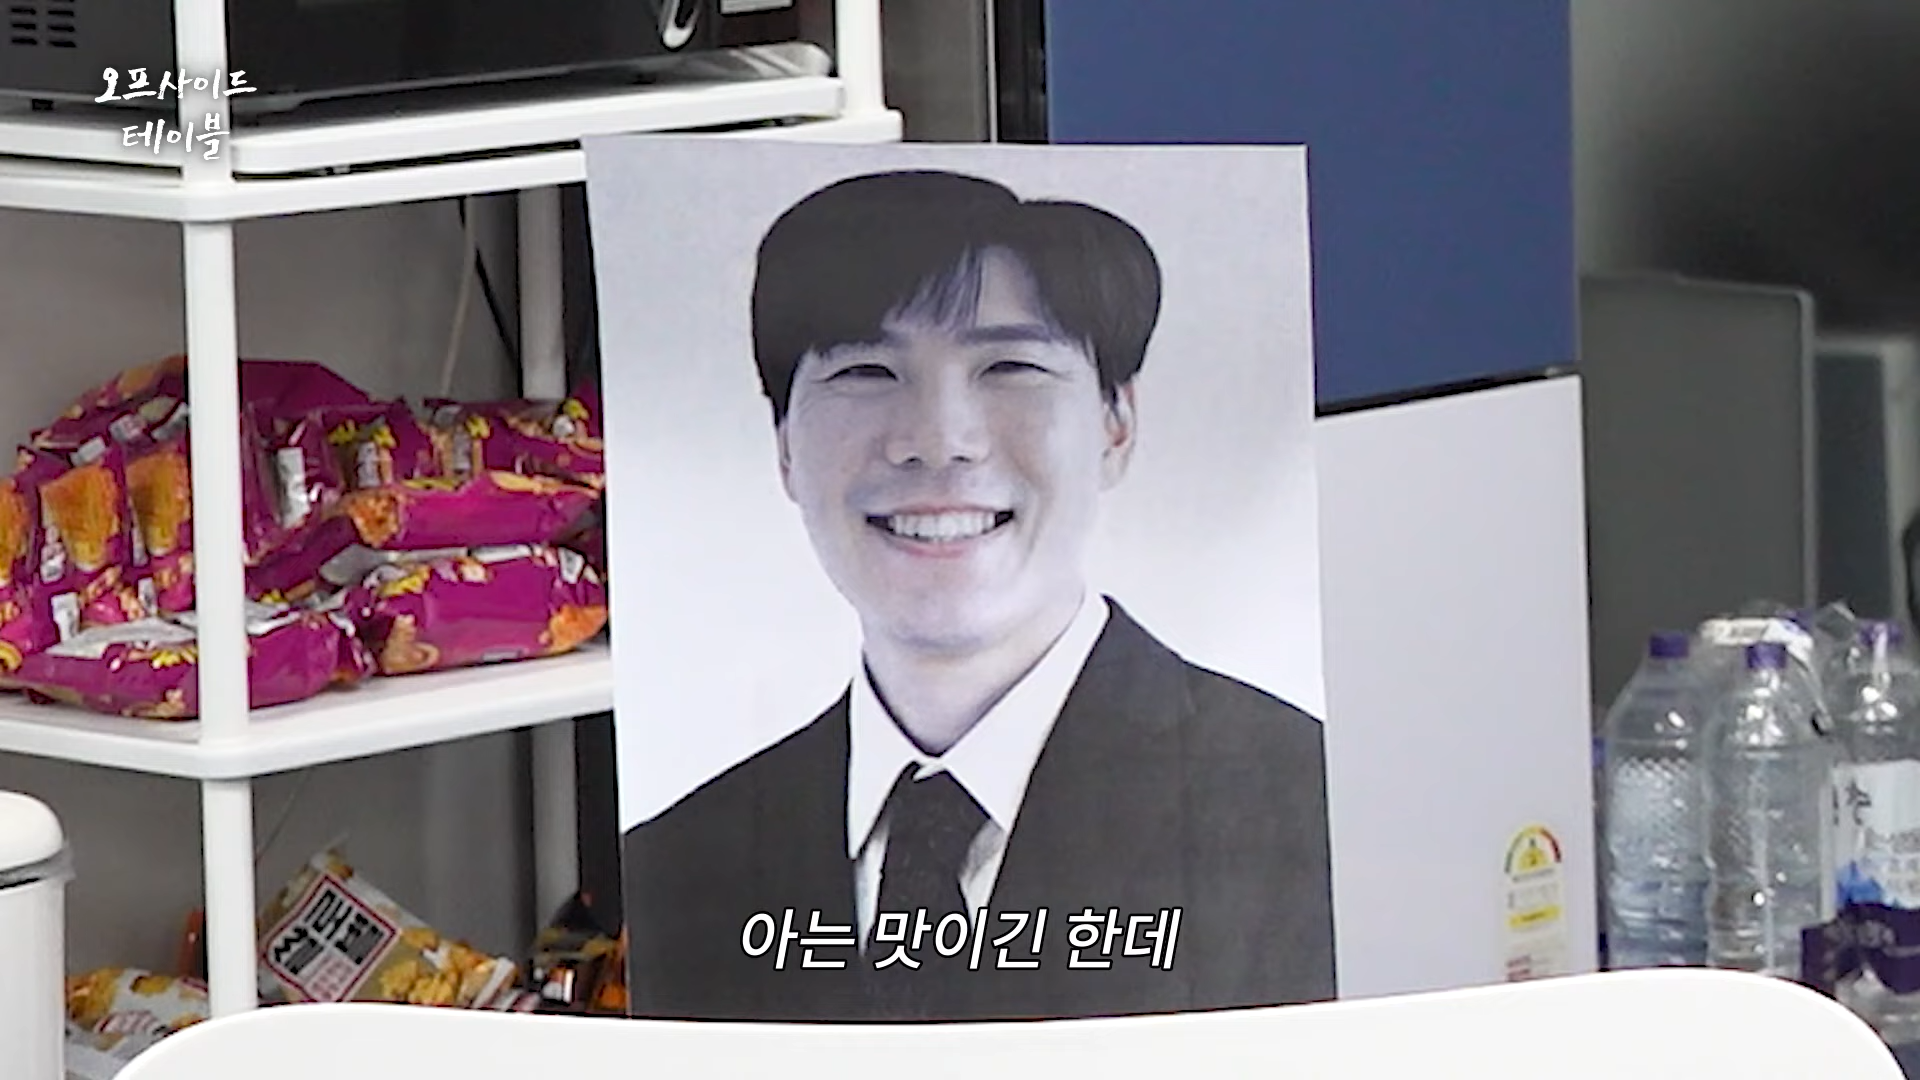 오프사이드
테이블
아는 맛이긴 한데